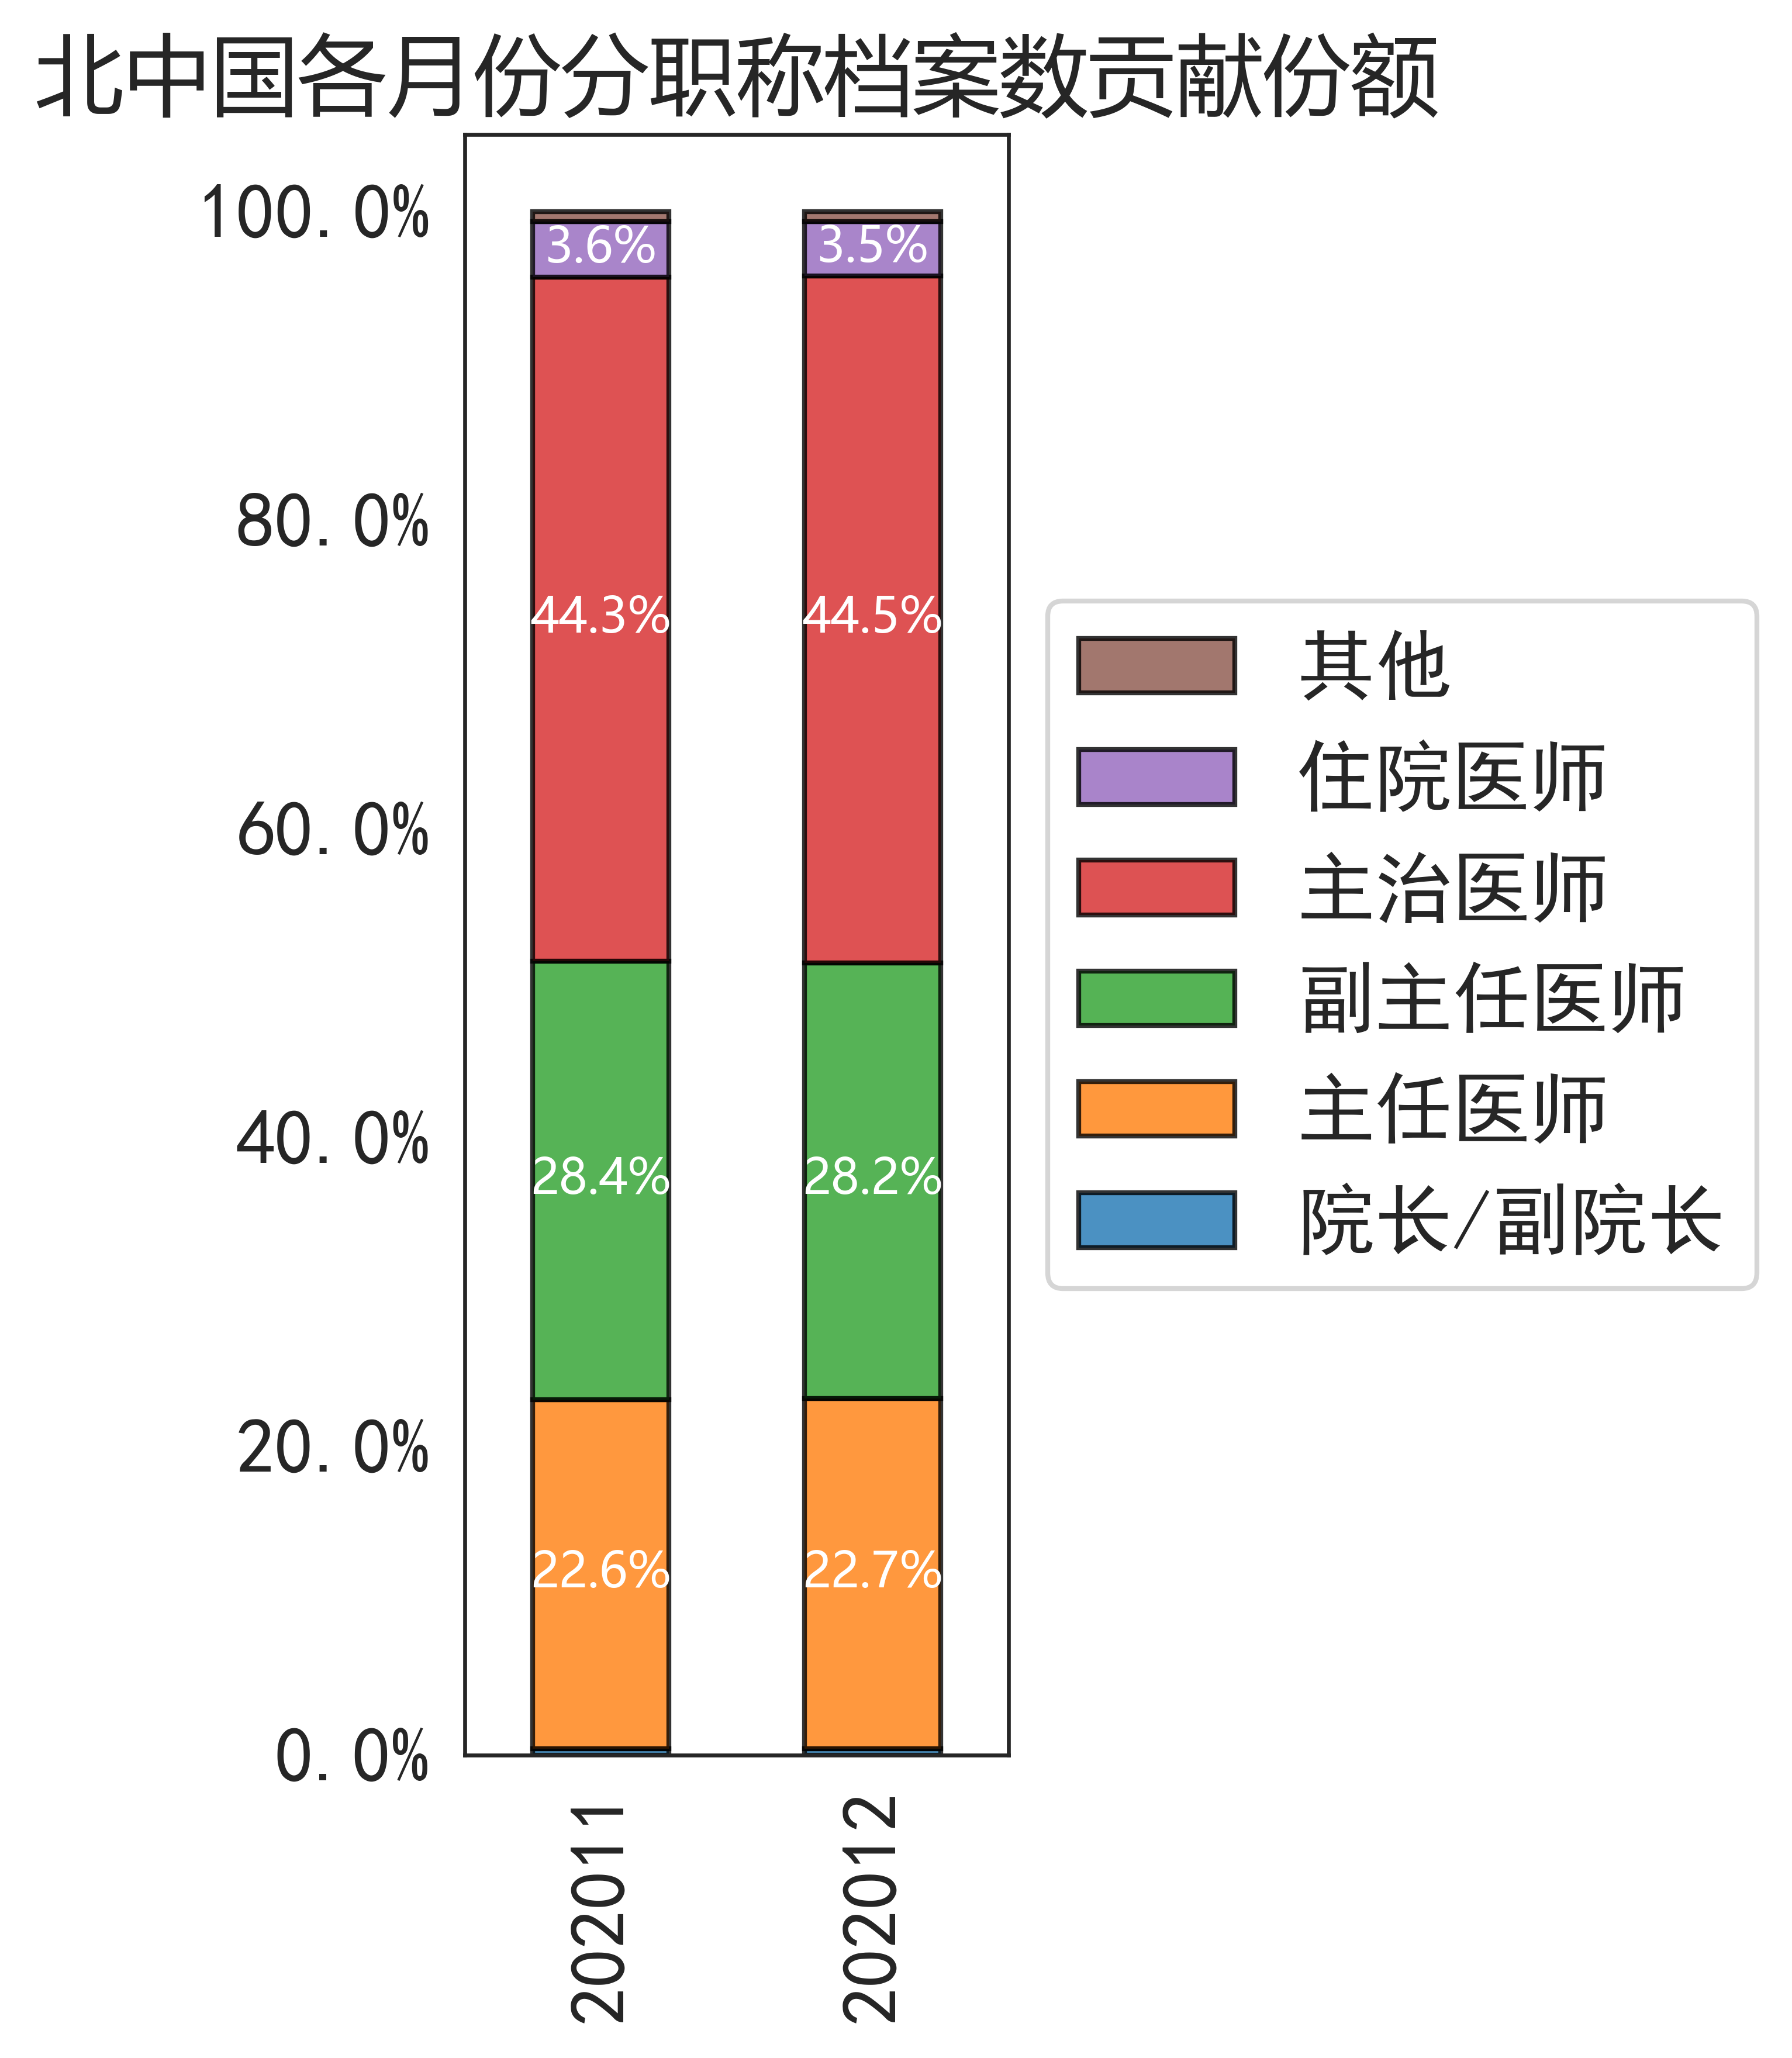 北中国各月份分职称档案数贡献份额
100.0%
80.0%
60.0%
40.0%
20.0%
0.0%
3.6%
3.5%
44.3%
44.5%
28.4%
28.2%
22.6%
22.7%
202011
202012
其他
住院医师
主治医师
副主任医师
主任医师
院长/副院长